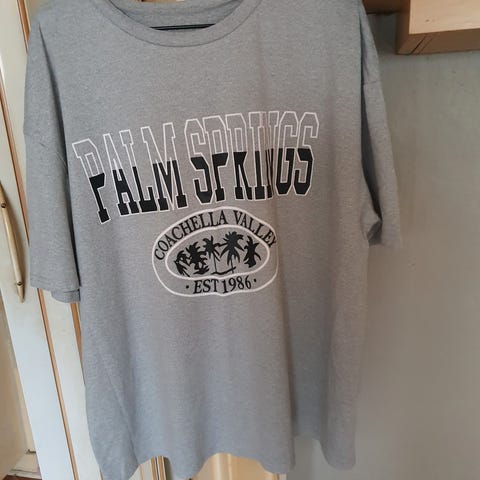 PALM SPRINGS
COACHELLA VALLEY
· EST 1986 ·